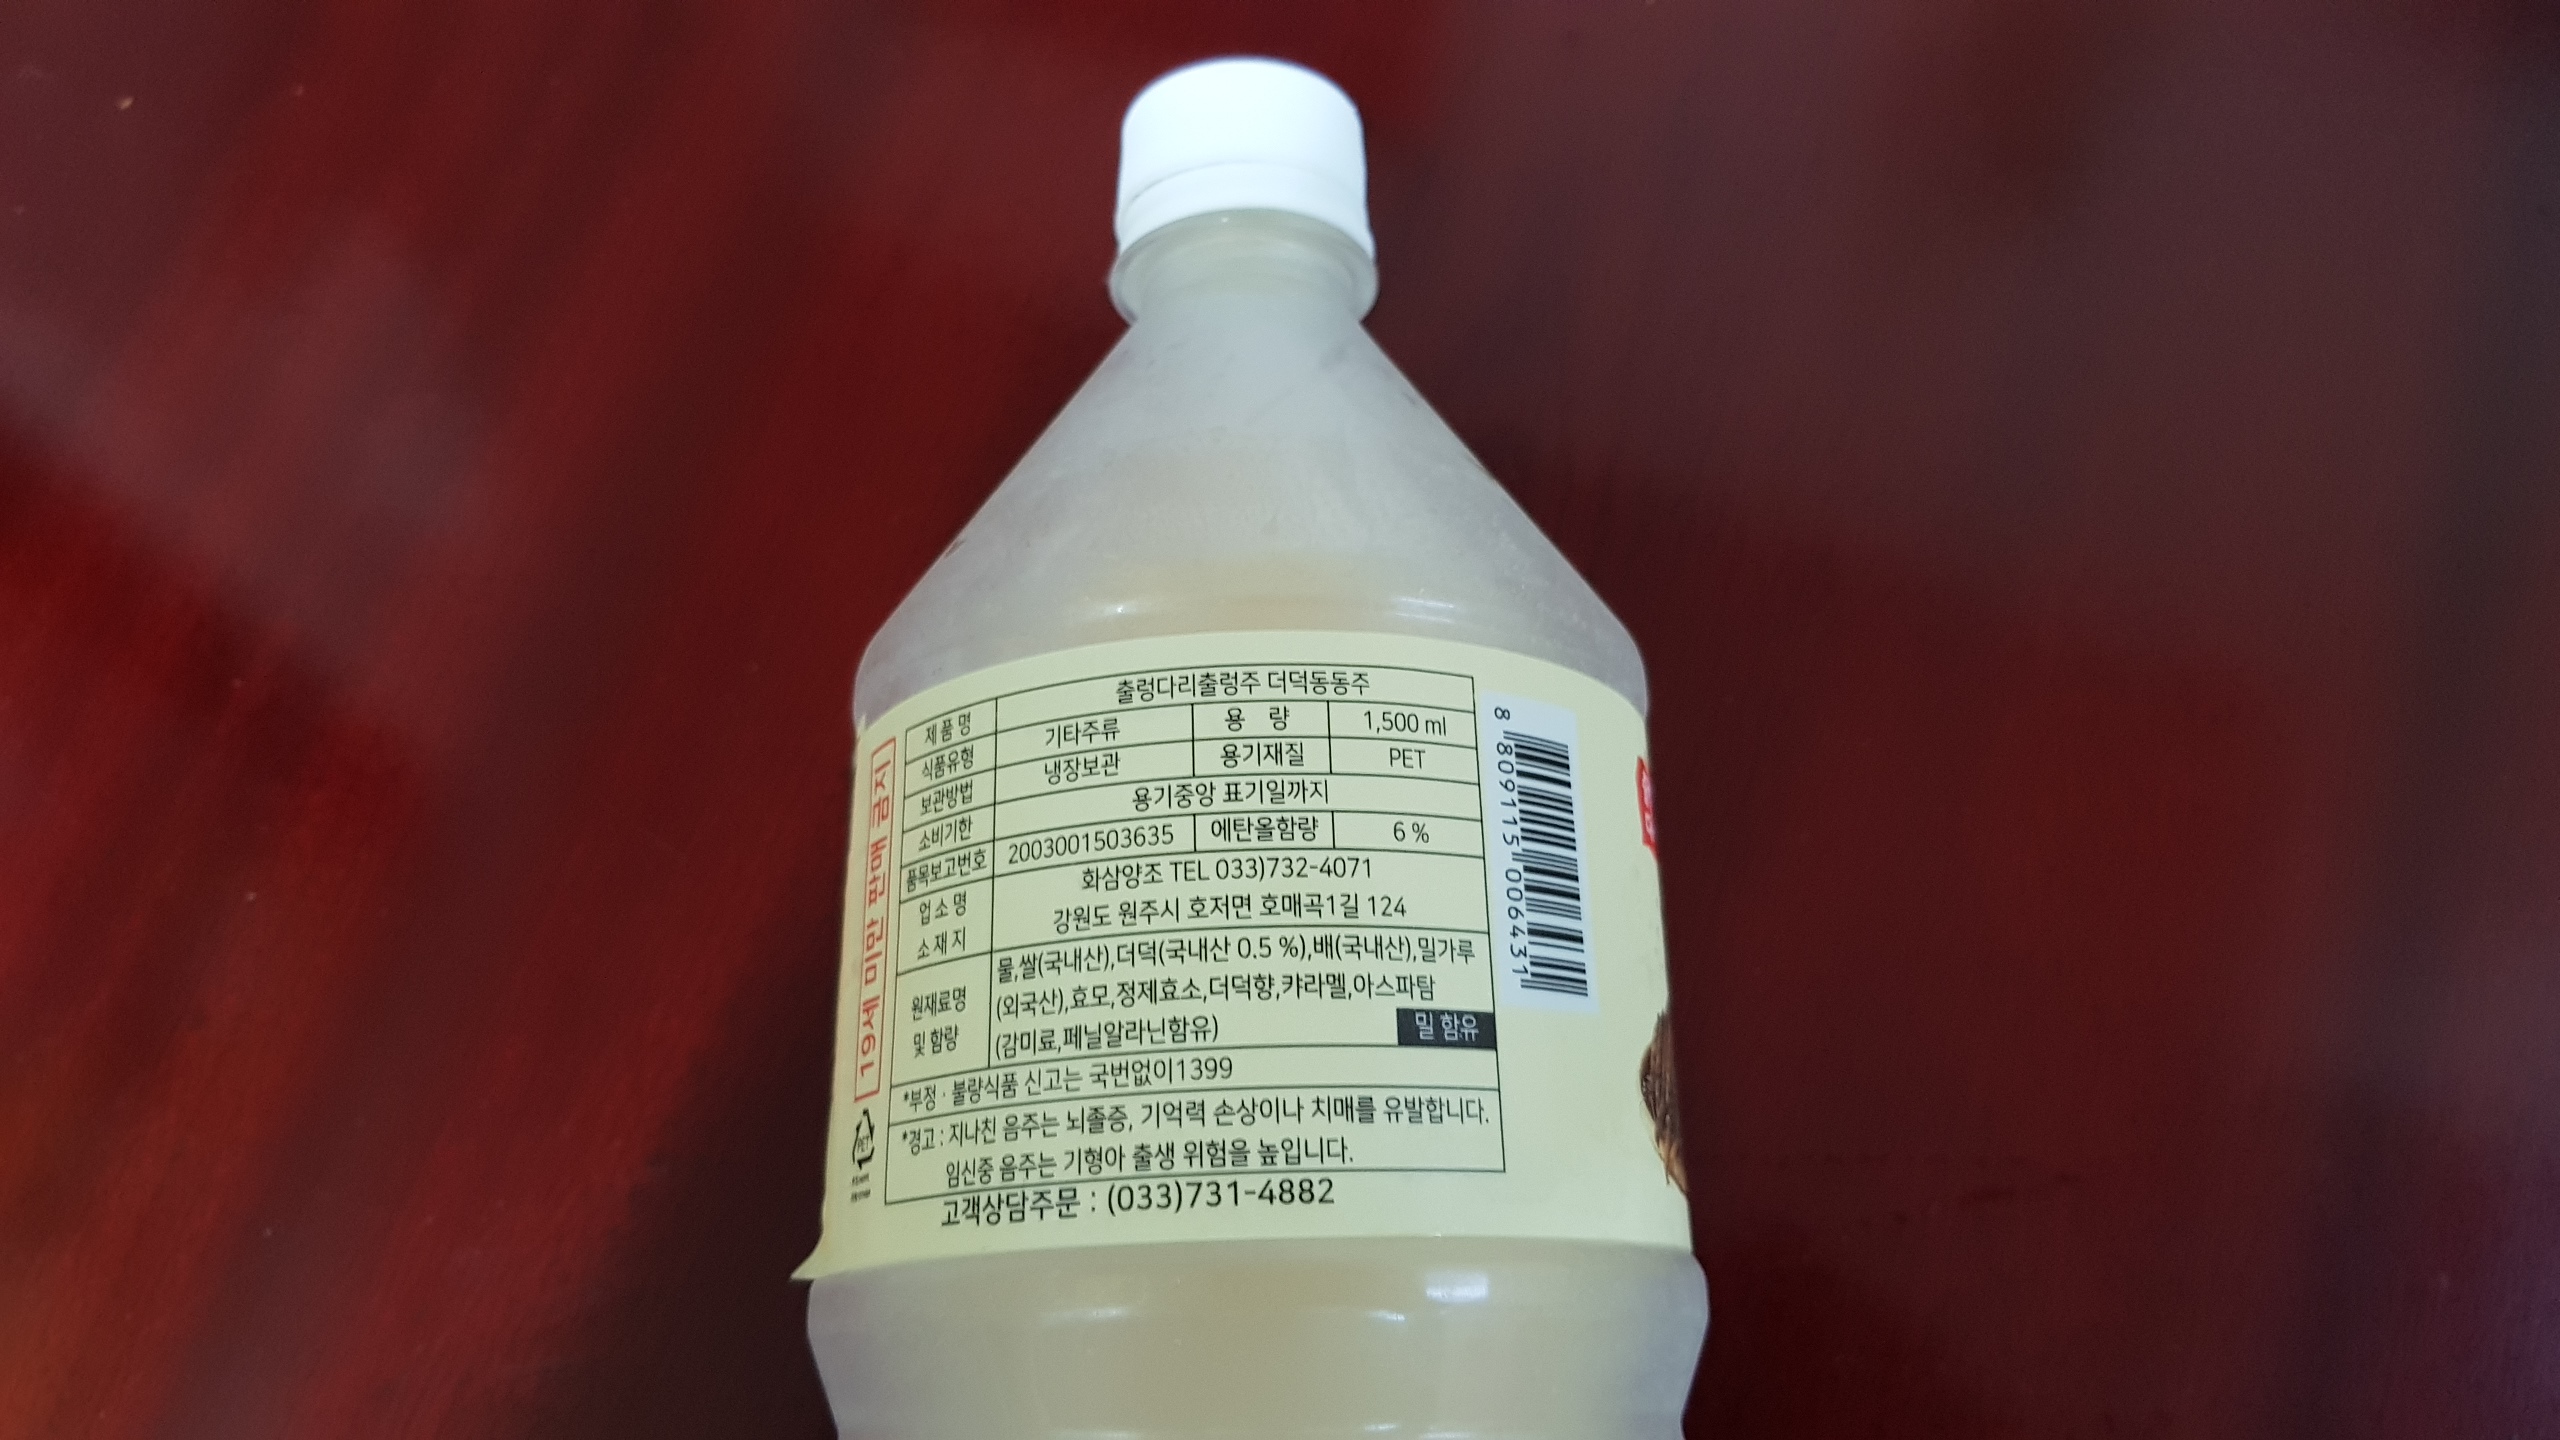 제품명 출렁다리출렁주 더덕동동주
식품유형 기타주류 용 량 1,500 ml
보관방법 냉장보관 용기재질 PET
소비기한 용기중앙 표기일까지
품목보고번호 2003001503635 에탄올함량 6 %
업소명 화삼양조 TEL 033)732-4071
소재지 강원도 원주시 호저면 호매곡1길 124
원재료명 및 함량
물,쌀(국내산),더덕(국내산 0.5 %),배(국내산),밀가루
(외국산),효모,정제효소,더덕향,캬라멜,아스파탐
(감미료,페닐알라닌함유) 밀 함유
*부정 · 불량식품 신고는 국번없이1399
*경고 : 지나친 음주는 뇌졸증, 기억력 손상이나 치매를 유발합니다.
임신중 음주는 기형아 출생 위험을 높입니다.
고객상담주문 : (033)731-4882
19세 미만 판매 금지
8 809115 006431